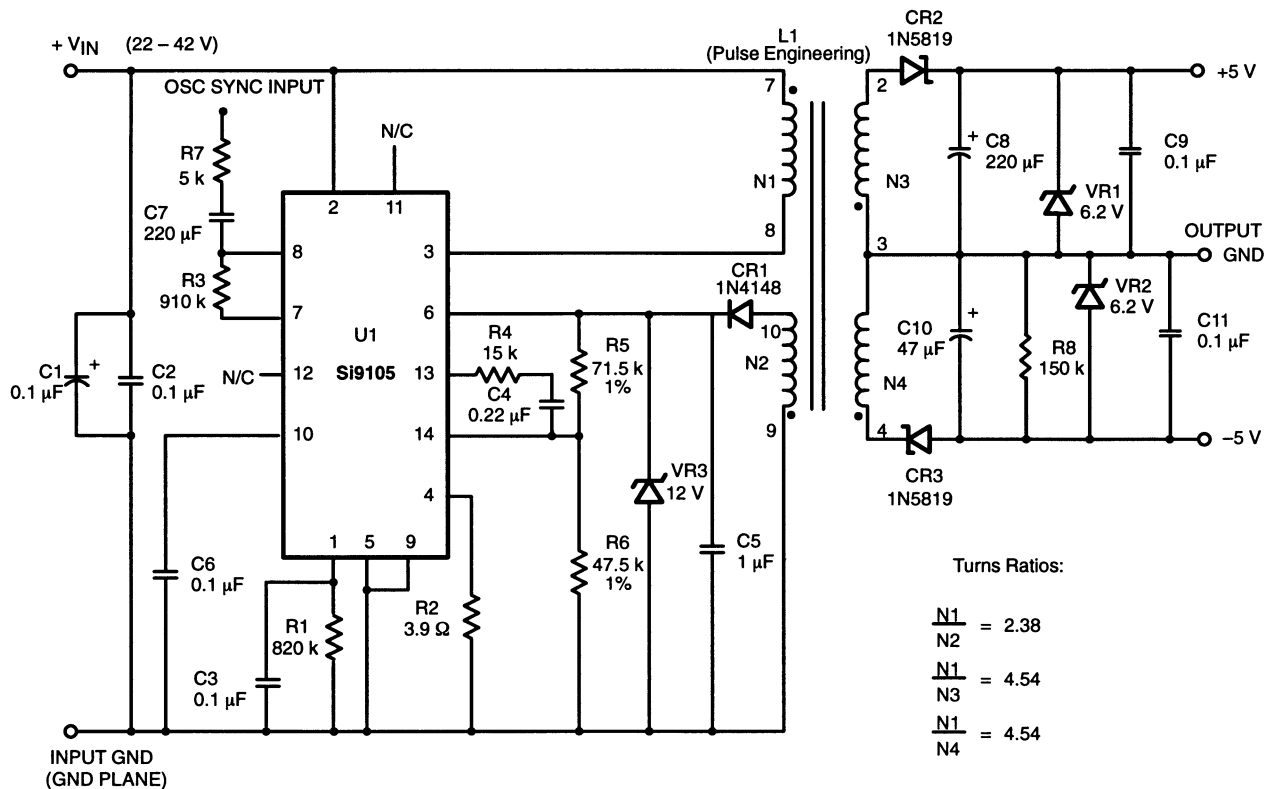 + VIN (22 – 42 V)
OSC SYNC INPUT
N/C
R7
5 k
C7
220 µF
R3
910 k
N/C
2
11
8
3
7
6
12
13
10
14
4
1
5
9
U1
Si9105
C1
+
0.1 µF
C2
0.1 µF
C6
0.1 µF
C3
0.1 µF
R1
820 k
R2
3.9 Ω
R4
15 k
C4
0.22 µF
R5
71.5 k
1%
R6
47.5 k
1%
VR3
12 V
C5
1 µF
CR1
1N4148
L1
(Pulse Engineering)
7
N1
8
10
N2
9
2
N3
3
N4
4
CR2
1N5819
+
C8
220 µF
VR1
6.2 V
C9
0.1 µF
+5 V
OUTPUT
GND
+
C10
47 µF
R8
150 k
VR2
6.2 V
C11
0.1 µF
–5 V
CR3
1N5819
INPUT GND
(GND PLANE)
Turns Ratios:
N1
N2
= 2.38
N1
N3
= 4.54
N1
N4
= 4.54